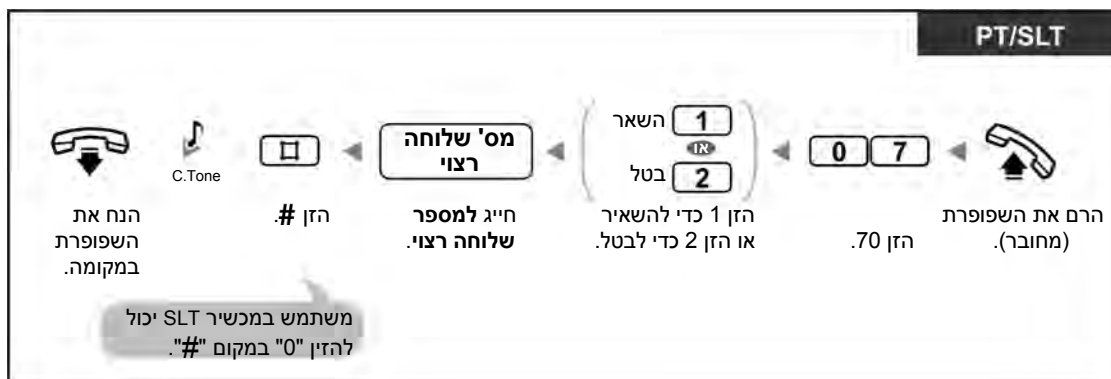 PT/SLT
הרם את השפופרת
(מחובר).
7
0
הזן 70.
1 השאר
או
2 בטל
הזן 1 כדי להשאיר
או הזן 2 כדי לבטל.
מס' שלוחה
רצוי
חייג למספר
שלוחה רצוי.
הזן #.
C.Tone
הנח את
השפופרת
במקומה.
משתמש במכשיר SLT יכול
להזין "0" במקום "#".